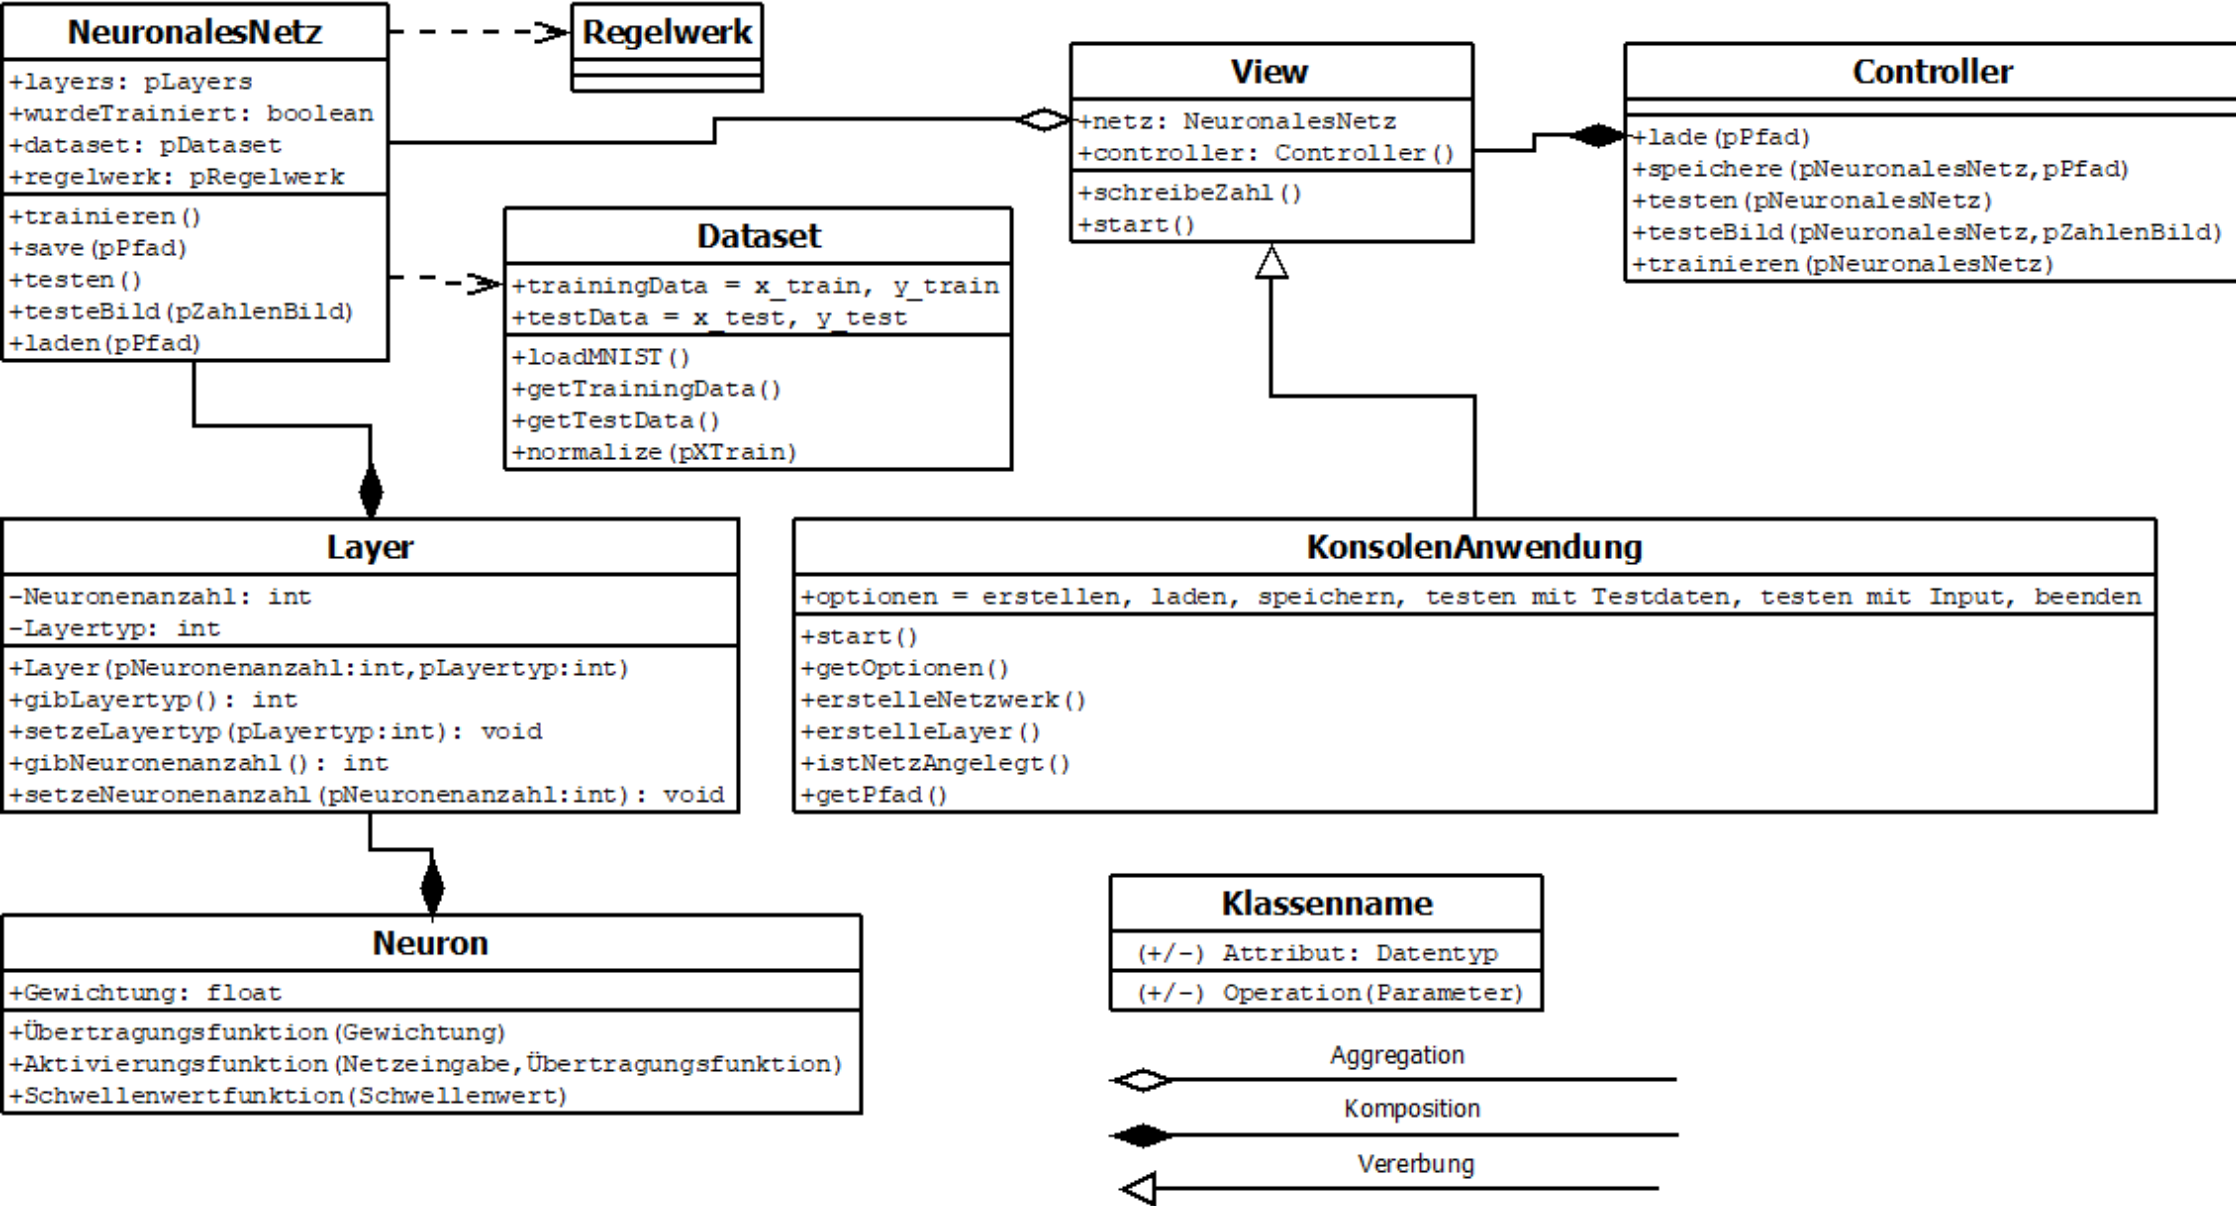 NeuronalesNetz
+layers: pLayers
+wurdeTrainiert: boolean
+dataset: pDataset
+regelwerk: pRegelwerk
+trainieren()
+save(pPfad)
+testen()
+testeBild(pZahlenBild)
+laden(pPfad)
Regelwerk
View
+netz: NeuronalesNetz
+controller: Controller()
+schreibeZahl()
+start()
Controller
+lade(pPfad)
+speichere(pNeuronalesNetz,pPfad)
+testen(pNeuronalesNetz)
+testeBild(pNeuronalesNetz,pZahlenBild)
+trainieren(pNeuronalesNetz)
Dataset
+trainingData = x_train, y_train
+testData = x_test, y_test
+loadMNIST()
+getTrainingData()
+getTestData()
+normalize(pXTrain)
Layer
-Neuronenanzahl: int
-Layertyp: int
+Layer(pNeuronenanzahl:int,pLayertyp:int)
+gibLayertyp(): int
+setzeLayertyp(pLayertyp:int): void
+gibNeuronenanzahl(): int
+setzeNeuronenanzahl(pNeuronenanzahl:int): void
KonsolenAnwendung
+optionen = erstellen, laden, speichern, testen mit Testdaten, testen mit Input, beenden
+start()
+getOptionen()
+erstelleNetzwerk()
+erstelleLayer()
+istNetzAngelegt()
+getPfad()
Neuron
+Gewichtung: float
+Übertragungsfunktion(Gewichtung)
+Aktivierungsfunktion(Netzeingabe,Übertragungsfunktion)
+Schwellenwertfunktion(Schwellenwert)
Klassenname
(+/-) Attribut: Datentyp
(+/-) Operation(Parameter)
Aggregation
Komposition
Vererbung